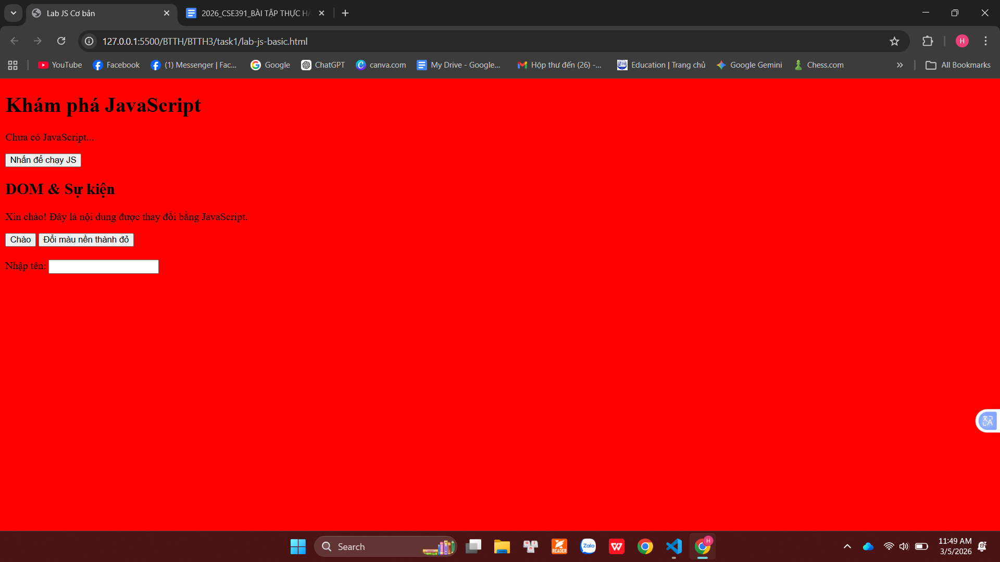 Lab JS Cơ bản
2026_CSE391_BÀI TẬP THỰC HÀ
127.0.0.1:5500/BTTH/BTTH3/task1/lab-js-basic.html
H
YouTube
Facebook
(1) Messenger | Fac...
Google
ChatGPT
canva.com
My Drive - Google...
Hộp thư đến (26) -...
Education | Trang chủ
Google Gemini
Chess.com
All Bookmarks
Khám phá JavaScript
Chưa có JavaScript...
Nhấn để chạy JS
DOM & Sự kiện
Xin chào! Đây là nội dung được thay đổi bằng JavaScript.
Chào
Đổi màu nền thành đỏ
Nhập tên:
Search
READER
Zalo
H
11:49 AM
3/5/2026